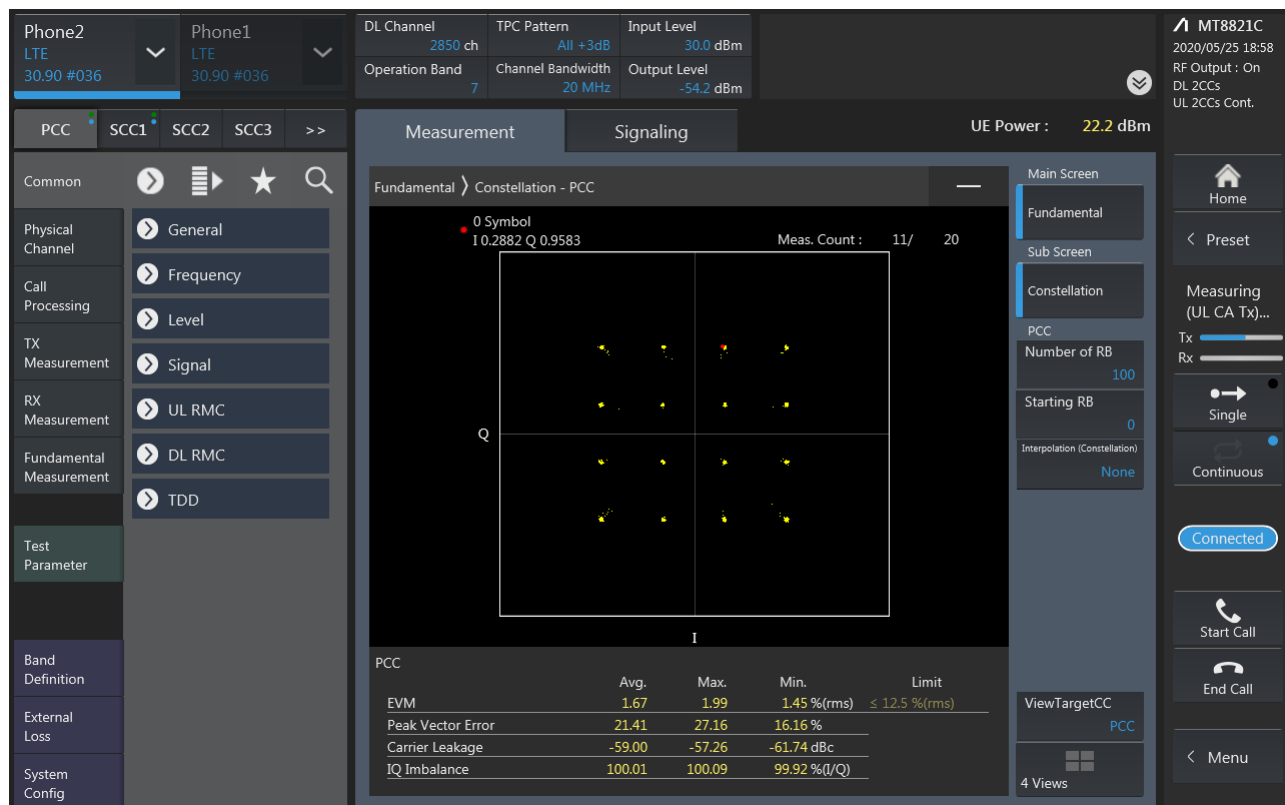 Phone2
LTE
30.90 #036
Phone1
LTE
30.90 #036
DL Channel
2850 ch
TPC Pattern
All +3dB
Input Level
30.0 dBm
Operation Band
7
Channel Bandwidth
20 MHz
Output Level
-54.2 dBm
MT8821C
2020/05/25 18:58
RF Output : On
DL 2CCs
UL 2CCs Cont.
PCC SCC1 SCC2 SCC3 >>
Measurement
Signaling
UE Power : 22.2 dBm
Common
Physical
Channel
Call
Processing
TX
Measurement
RX
Measurement
Fundamental
Measurement
Test
Parameter
Band
Definition
External
Loss
System
Config
General
Frequency
Level
Signal
UL RMC
DL RMC
TDD
Fundamental ⟩ Constellation - PCC
0 Symbol
I 0.2882 Q 0.9583
Meas. Count : 11/ 20
Q
I
PCC
Avg. Max. Min. Limit
EVM 1.67 1.99 1.45 %(rms) ≤ 12.5 %(rms)
Peak Vector Error 21.41 27.16 16.16 %
Carrier Leakage -59.00 -57.26 -61.74 dBc
IQ Imbalance 100.01 100.09 99.92 %(I/Q)
Main Screen
Fundamental
Sub Screen
Constellation
PCC
Number of RB
100
Starting RB
0
Interpolation (Constellation)
None
ViewTargetCC
PCC
4 Views
Home
< Preset
Measuring
(UL CA Tx)...
Tx
Rx
Single
Continuous
Connected
Start Call
End Call
< Menu